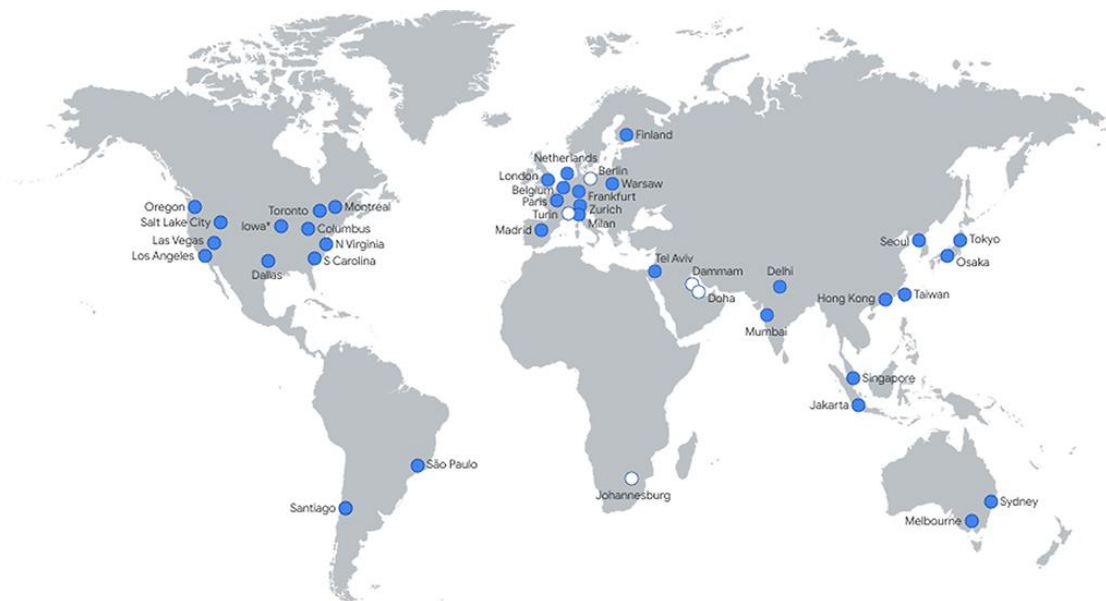 Finland
Netherlands
Berlin
London
Warsaw
Belgium
Frankfurt
Paris
Zurich
Turin
Milan
Madrid
Oregon
Toronto
Montréal
Salt Lake City
Iowa*
Columbus
Las Vegas
N Virginia
Los Angeles
S Carolina
Dallas
Seoul
Tokyo
Osaka
Tel Aviv
Dammam
Delhi
Doha
Hong Kong
Taiwan
Mumbai
Singapore
Jakarta
São Paulo
Johannesburg
Santiago
Sydney
Melbourne